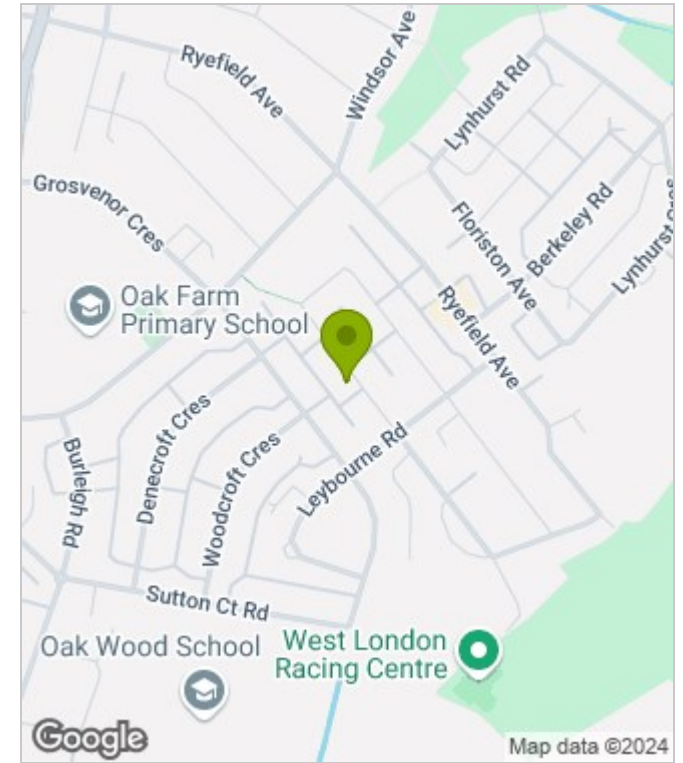 Ryefield Ave
Windsor Ave
Lynhurst Rd
Grosvenor Cres
Floriston Ave
Berkeley Rd
Lynhurst Cres
Oak Farm
Primary School
Ryefield Ave
Denecroft Cres
Woodcroft Cres
Leybourne Rd
Burleigh Rd
Sutton Ct Rd
Oak Wood School
West London
Racing Centre
Google
Map data ©2024